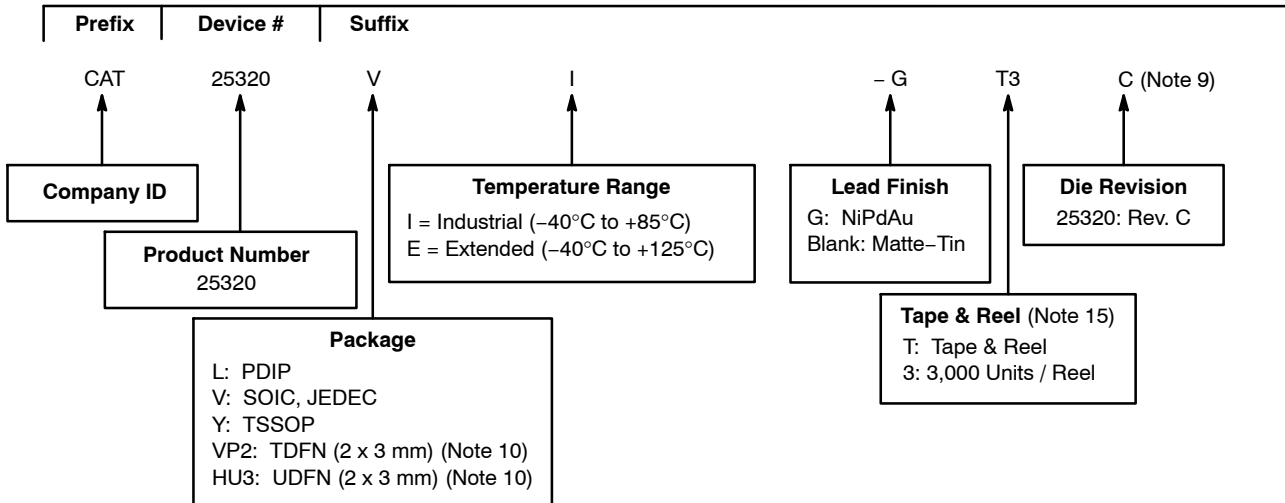 Prefix Device # Suffix
CAT 25320 V I – G T3 C (Note 9)
Company ID
Product Number
25320
Package
L: PDIP
V: SOIC, JEDEC
Y: TSSOP
VP2: TDFN (2 x 3 mm) (Note 10)
HU3: UDFN (2 x 3 mm) (Note 10)
Temperature Range
I = Industrial (−40°C to +85°C)
E = Extended (−40°C to +125°C)
Lead Finish
G: NiPdAu
Blank: Matte−Tin
Tape & Reel (Note 15)
T: Tape & Reel
3: 3,000 Units / Reel
Die Revision
25320: Rev. C